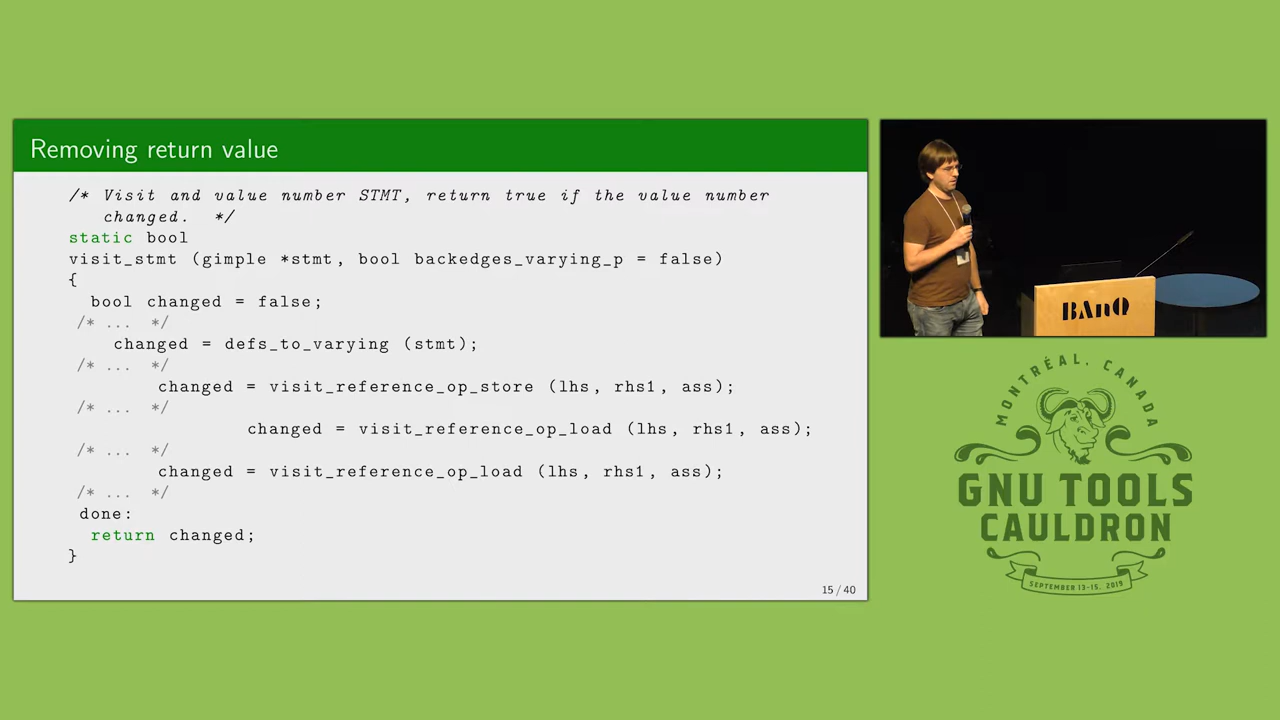 Removing return value
/* Visit and value number STMT, return true if the value number
changed. */
static bool
visit_stmt (gimple *stmt, bool backedges_varying_p = false)
{
bool changed = false;
/* ... */
changed = defs_to_varying (stmt);
/* ... */
changed = visit_reference_op_store (lhs, rhs1, ass);
/* ... */
changed = visit_reference_op_load (lhs, rhs1, ass);
/* ... */
changed = visit_reference_op_load (lhs, rhs1, ass);
/* ... */
done:
return changed;
}
15 / 40
BAnQ
MONTRÉAL, CANADA
GNU TOOLS
CAULDRON
SEPTEMBER 13-15, 2019